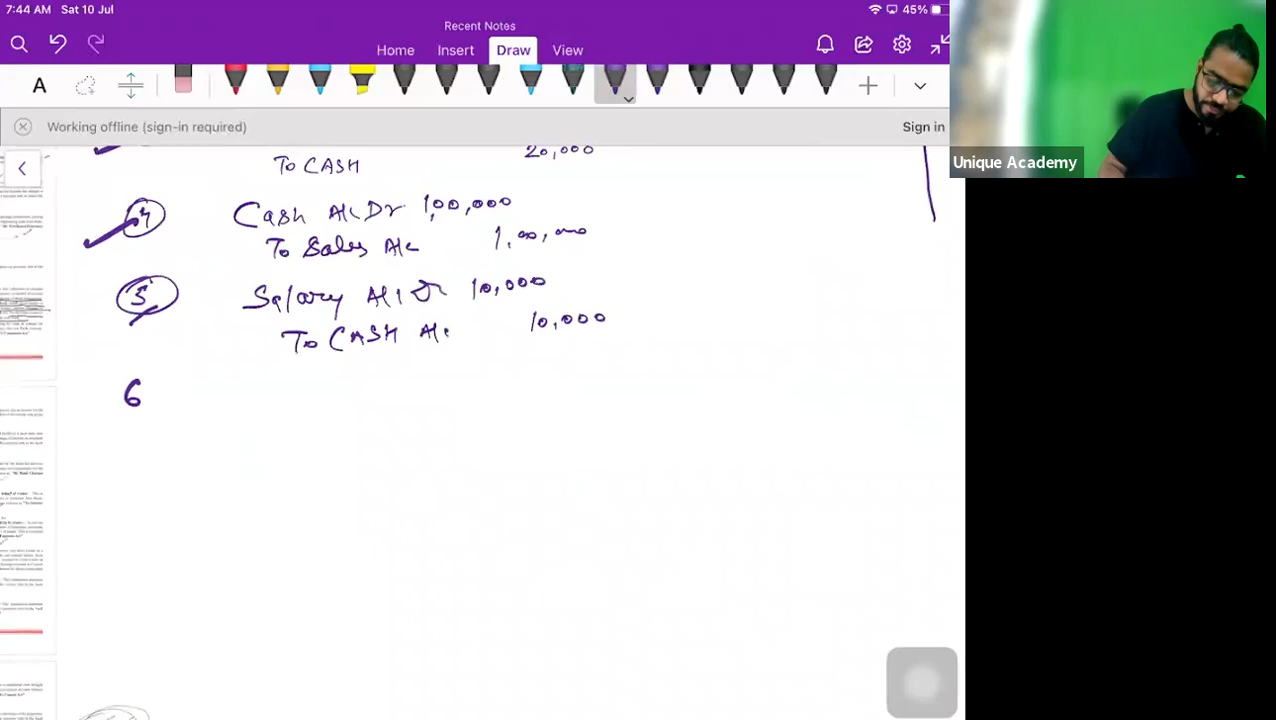 7:44 AM Sat 10 Jul
45%
Recent Notes
Home Insert Draw View
A
Working offline (sign-in required)
Sign in
Unique Academy
20,000
To CASH
4 Cash A/c Dr 1,00,000
To Sales A/c 1,00,000
5 Salary A/c Dr 10,000
To CASH A/c 10,000
6